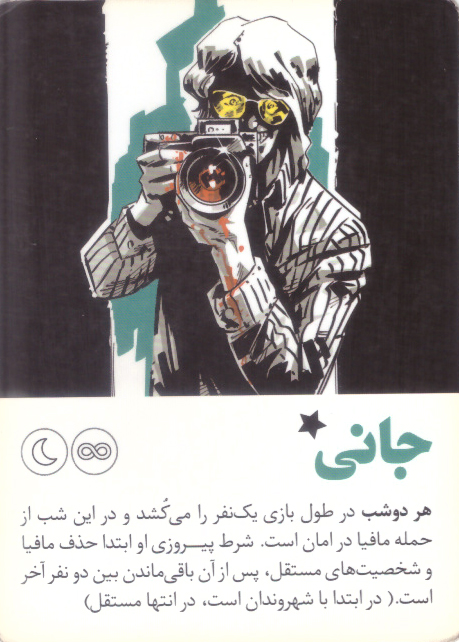 جانی
هر دوشب در طول بازی یک‌نفر را می‌کُشد و در این شب از
حمله مافیا در امان است. شرط پیـــروزی او ابتدا حذف مافیا
و شخصیت‌های مستقل، پس از آن باقی‌ماندن بین دو نفر آخر
است.( در ابتدا با شهروندان است، در انتها مستقل)